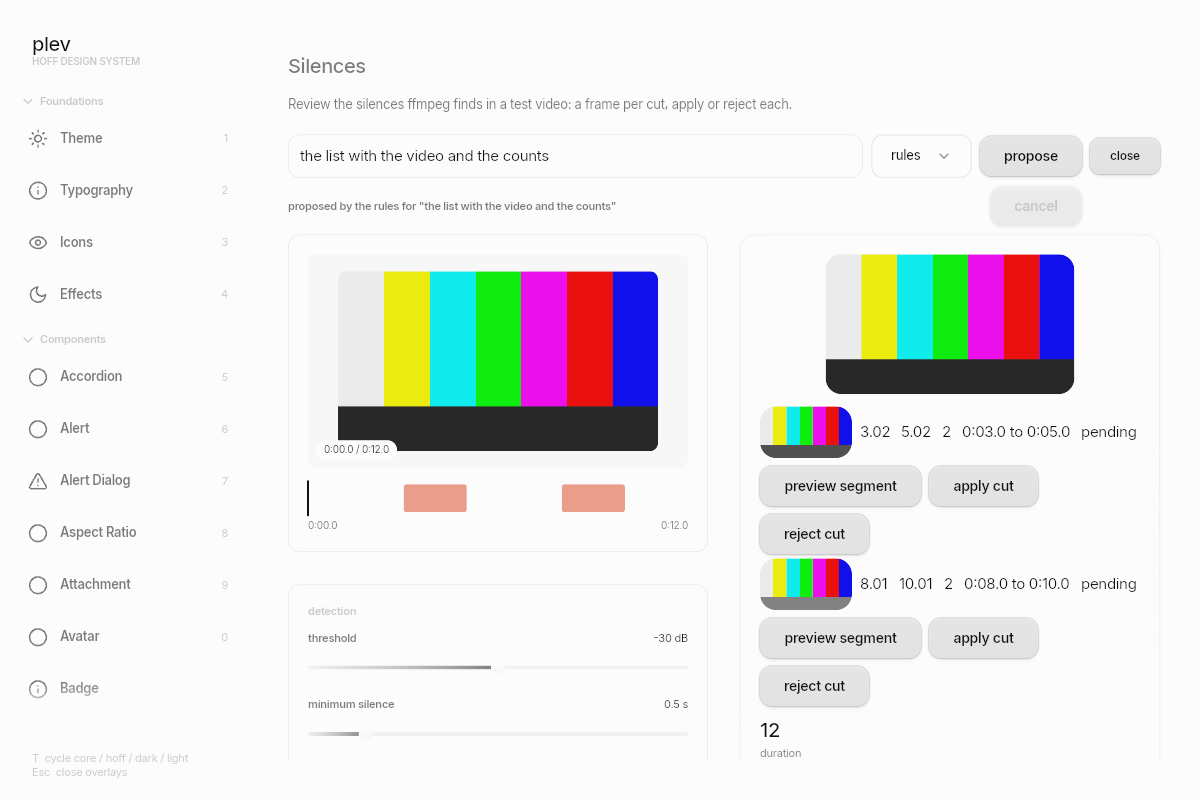 plev
HOFF DESIGN SYSTEM
Foundations
Theme 1
Typography 2
Icons 3
Effects 4
Components
Accordion 5
Alert 6
Alert Dialog 7
Aspect Ratio 8
Attachment 9
Avatar 0
Badge
T cycle core / hoff / dark / light
Esc close overlays
Silences
Review the silences ffmpeg finds in a test video: a frame per cut, apply or reject each.
the list with the video and the counts
rules
propose
close
proposed by the rules for "the list with the video and the counts"
cancel
0:00.0 / 0:12.0
0:00.0 0:12.0
detection
threshold -30 dB
minimum silence 0.5 s
3.02 5.02 2 0:03.0 to 0:05.0 pending
preview segment apply cut
reject cut
8.01 10.01 2 0:08.0 to 0:10.0 pending
preview segment apply cut
reject cut
12
duration